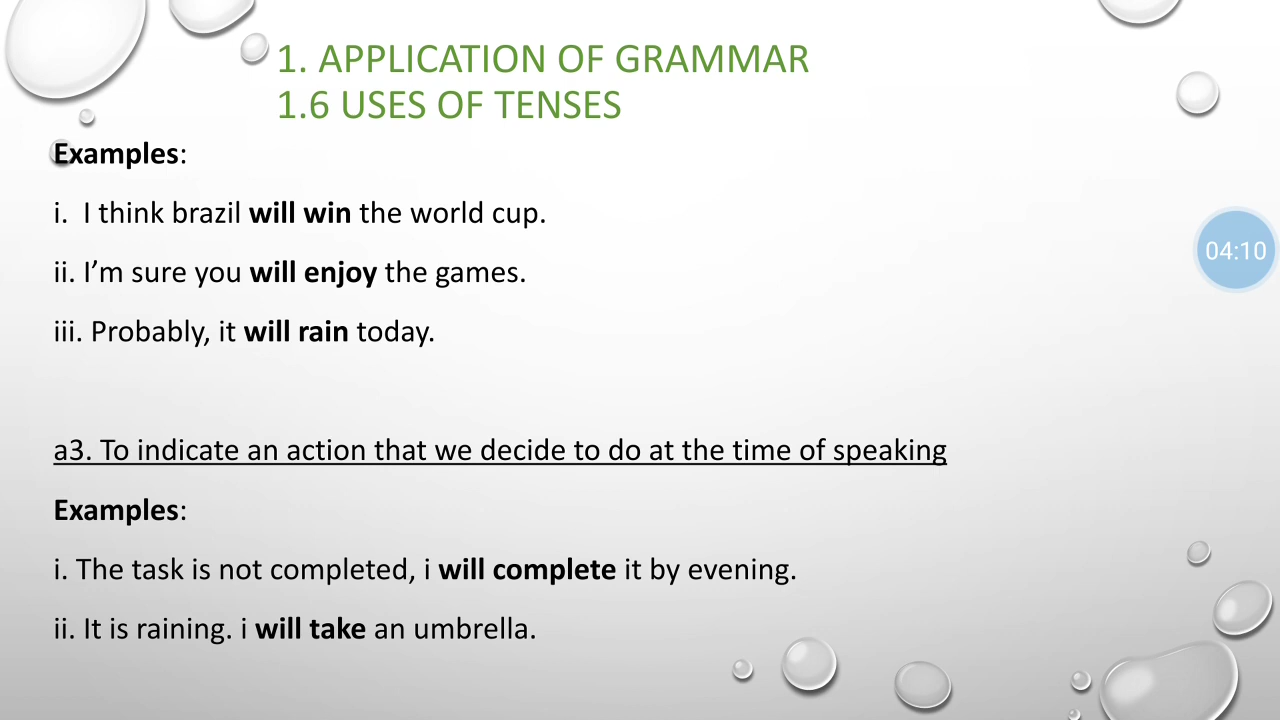 1. APPLICATION OF GRAMMAR
1.6 USES OF TENSES
Examples:
i. I think brazil will win the world cup.
ii. I’m sure you will enjoy the games.
iii. Probably, it will rain today.
04:10
a3. To indicate an action that we decide to do at the time of speaking
Examples:
i. The task is not completed, i will complete it by evening.
ii. It is raining. i will take an umbrella.